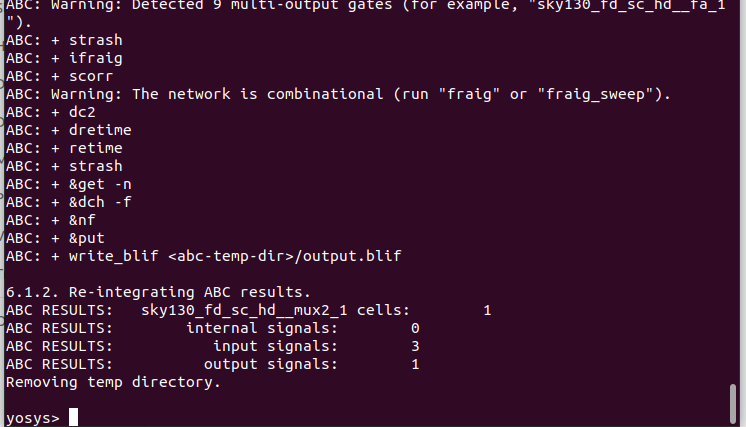 ABC: Warning: Detected 9 multi-output gates (for example, "sky130_fd_sc_hd__fa_1
").
ABC: + strash
ABC: + ifraig
ABC: + scorr
ABC: Warning: The network is combinational (run "fraig" or "fraig_sweep").
ABC: + dc2
ABC: + dretime
ABC: + retime
ABC: + strash
ABC: + &get -n
ABC: + &dch -f
ABC: + &nf
ABC: + &put
ABC: + write_blif <abc-temp-dir>/output.blif
6.1.2. Re-integrating ABC results.
ABC RESULTS:   sky130_fd_sc_hd__mux2_1 cells:        1
ABC RESULTS:        internal signals:        0
ABC RESULTS:           input signals:        3
ABC RESULTS:          output signals:        1
Removing temp directory.
yosys>